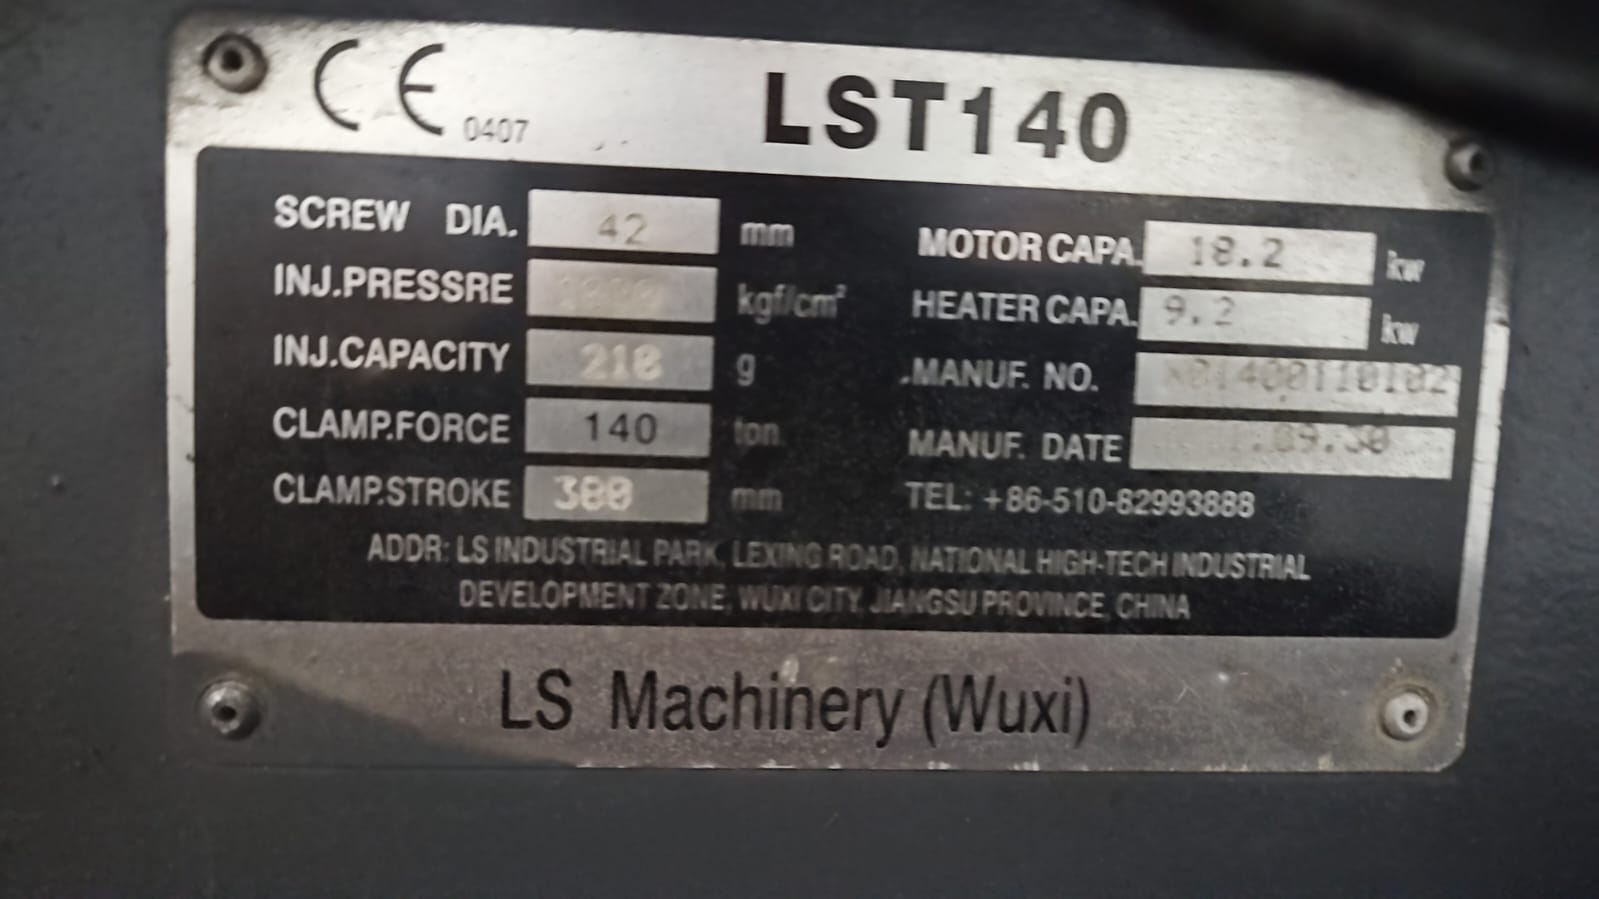 CE 0407 LST140
SCREW DIA. 42 mm MOTOR CAPA. 18.2 kw
INJ.PRESSRE kgf/cm² HEATER CAPA. 9.2 kw
INJ.CAPACITY 210 g MANUF. NO.
CLAMP.FORCE 140 ton MANUF. DATE
CLAMP.STROKE 380 mm TEL: +86-510-82993888
ADDR: LS INDUSTRIAL PARK, LEXING ROAD, NATIONAL HIGH-TECH INDUSTRIAL
DEVELOPMENT ZONE, WUXI CITY, JIANGSU PROVINCE, CHINA
LS Machinery (Wuxi)